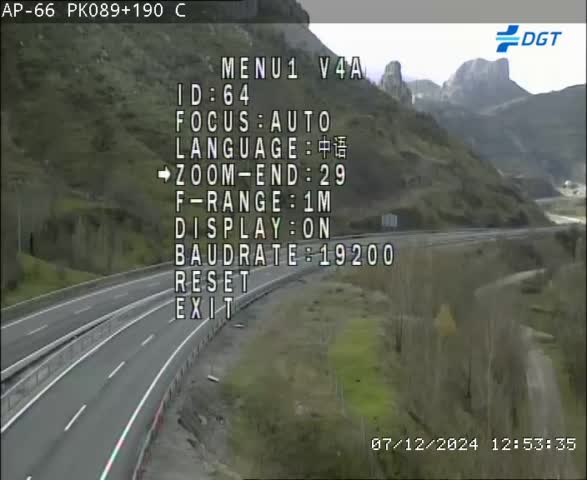 AP-66 PK089+190 C
DGT
MENU1 V4A
ID:64
FOCUS:AUTO
LANGUAGE:中语
ZOOM-END:29
F-RANGE:1M
DISPLAY:ON
BAUDRATE:19200
RESET
EXIT
07/12/2024 12:53:35